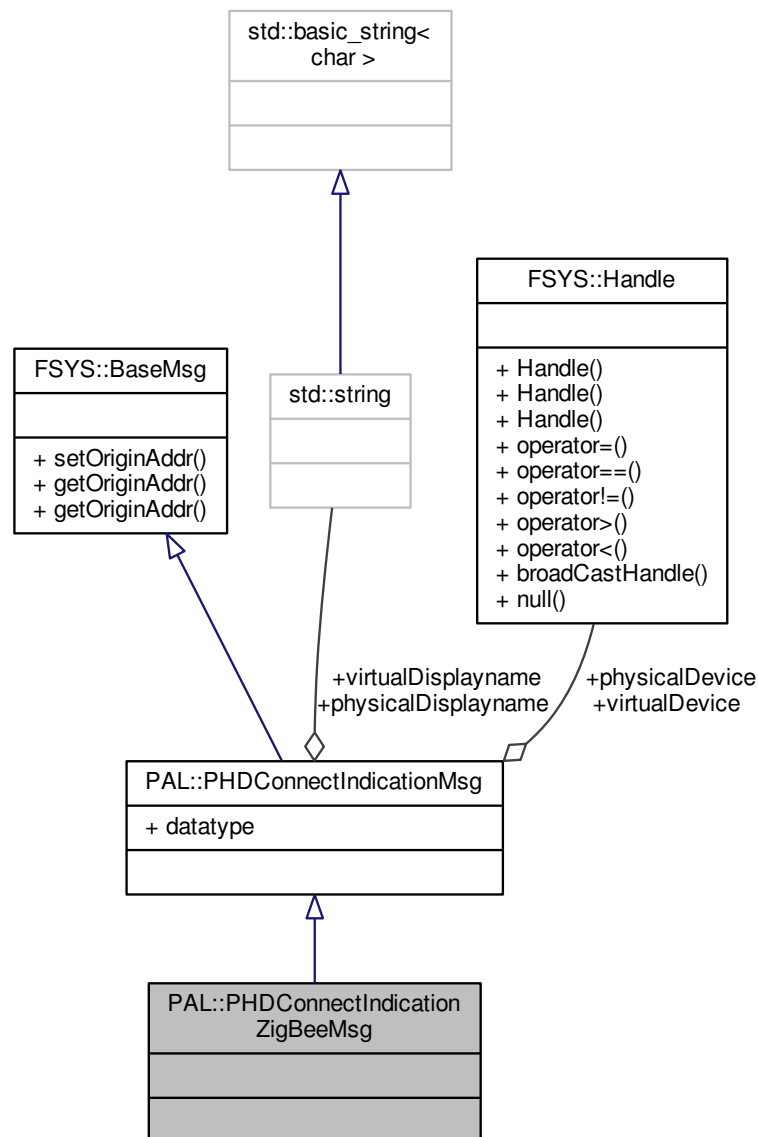 std::basic_string<
char >
FSYS::Handle
+ Handle()
+ Handle()
+ Handle()
+ operator=()
+ operator==()
+ operator!=()
+ operator>()
+ operator<()
+ broadCastHandle()
+ null()
FSYS::BaseMsg
+ setOriginAddr()
+ getOriginAddr()
+ getOriginAddr()
std::string
+virtualDisplayname
+physicalDisplayname
+physicalDevice
+virtualDevice
PAL::PHDConnectIndicationMsg
+ datatype
PAL::PHDConnectIndication
ZigBeeMsg